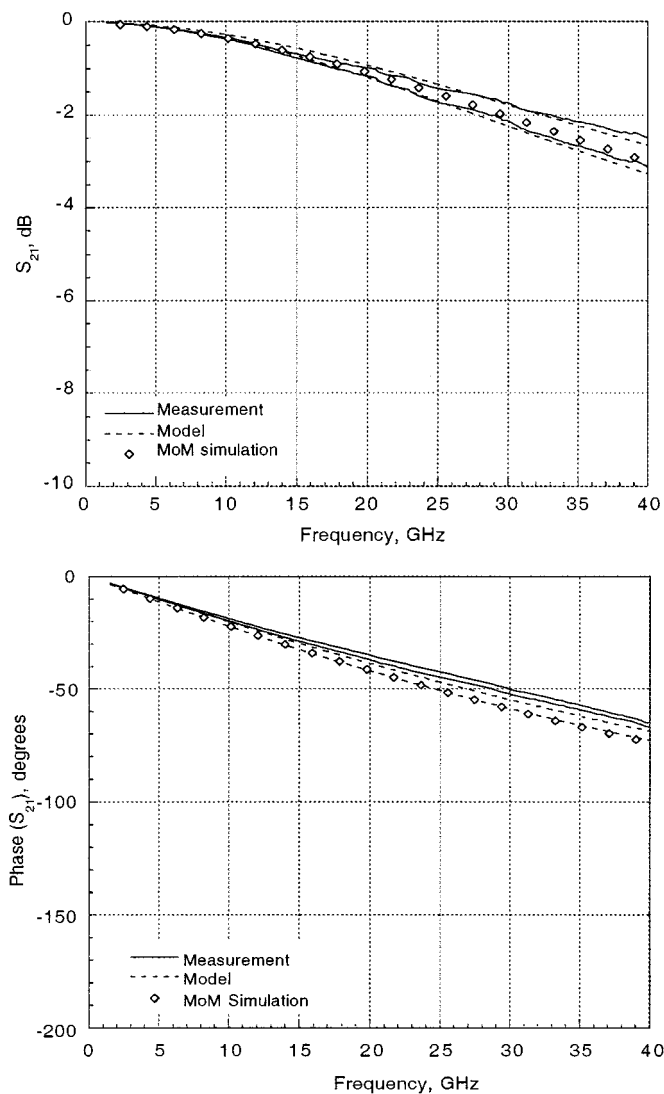 0
-2
-4
-6
-8
-10
S21, dB
Measurement
Model
MoM simulation
0 5 10 15 20 25 30 35 40
Frequency, GHz
0
-50
-100
-150
-200
Phase (S21), degrees
Measurement
Model
MoM Simulation
0 5 10 15 20 25 30 35 40
Frequency, GHz